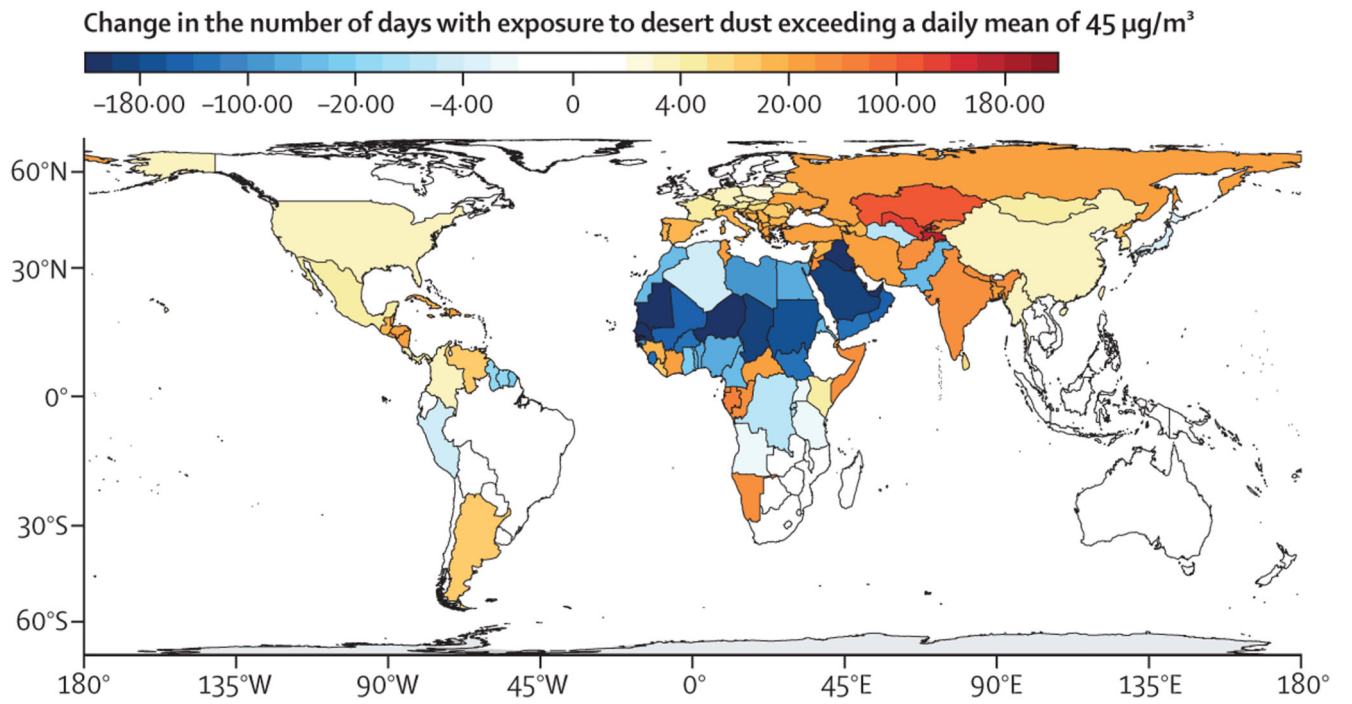 Change in the number of days with exposure to desert dust exceeding a daily mean of 45 µg/m³
–180·00 –100·00 –20·00 –4·00 0 4·00 20·00 100·00 180·00
60°N
30°N
0°
30°S
60°S
180° 135°W 90°W 45°W 0° 45°E 90°E 135°E 180°